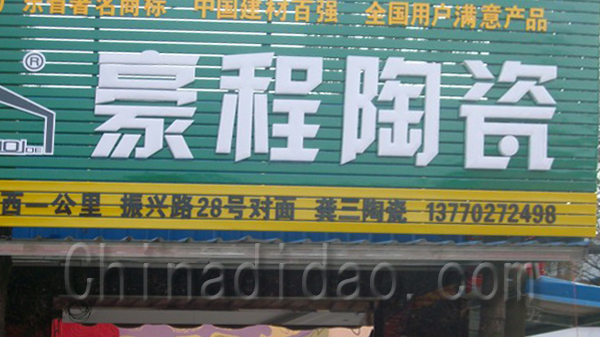 广东省著名商标 中国建材百强 全国用户满意产品
®
豪程陶瓷
西一公里 振兴路28号对面 龚二陶瓷 13770272498
Chinadidao.com